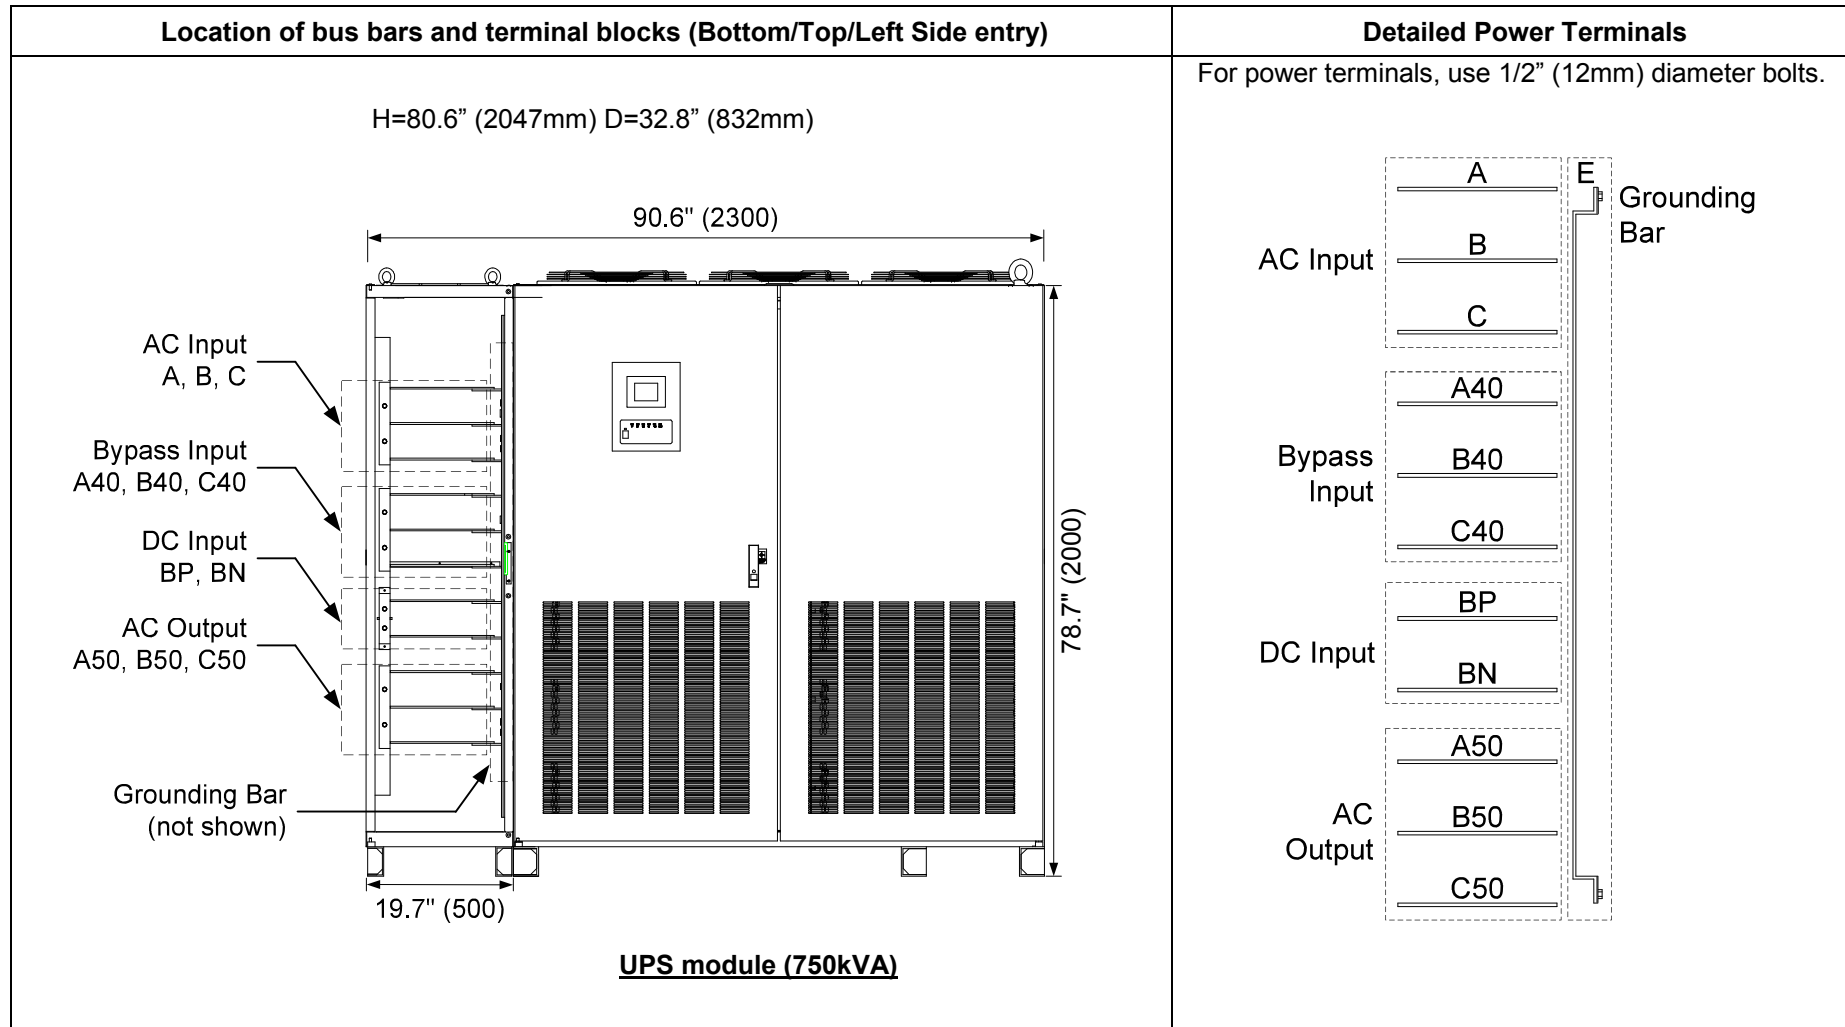 Location of bus bars and terminal blocks (Bottom/Top/Left Side entry)
H=80.6” (2047mm) D=32.8” (832mm)
90.6" (2300)
AC Input
A, B, C
Bypass Input
A40, B40, C40
DC Input
BP, BN
AC Output
A50, B50, C50
Grounding Bar
(not shown)
78.7" (2000)
19.7" (500)
UPS module (750kVA)
Detailed Power Terminals
For power terminals, use 1/2” (12mm) diameter bolts.
A
E
Grounding
Bar
AC Input
B
C
A40
Bypass
Input
B40
C40
BP
DC Input
BN
A50
AC
Output
B50
C50